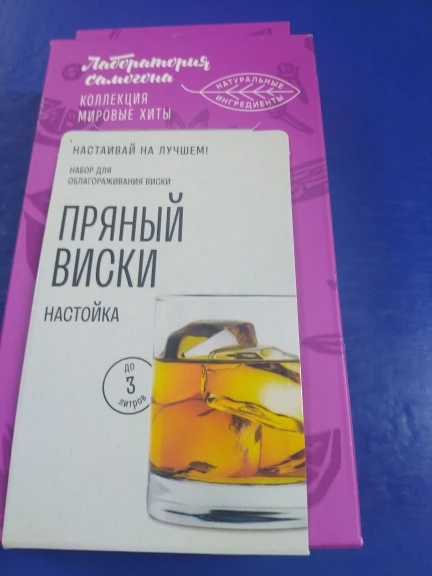 Лаборатория
самогона
КОЛЛЕКЦИЯ
МИРОВЫЕ ХИТЫ
НАТУРАЛЬНЫЕ
ИНГРЕДИЕНТЫ
НАСТАИВАЙ НА ЛУЧШЕМ!
НАБОР ДЛЯ
ОБЛАГОРАЖИВАНИЯ ВИСКИ
ПРЯНЫЙ
ВИСКИ
НАСТОЙКА
ДО
3
ЛИТРОВ